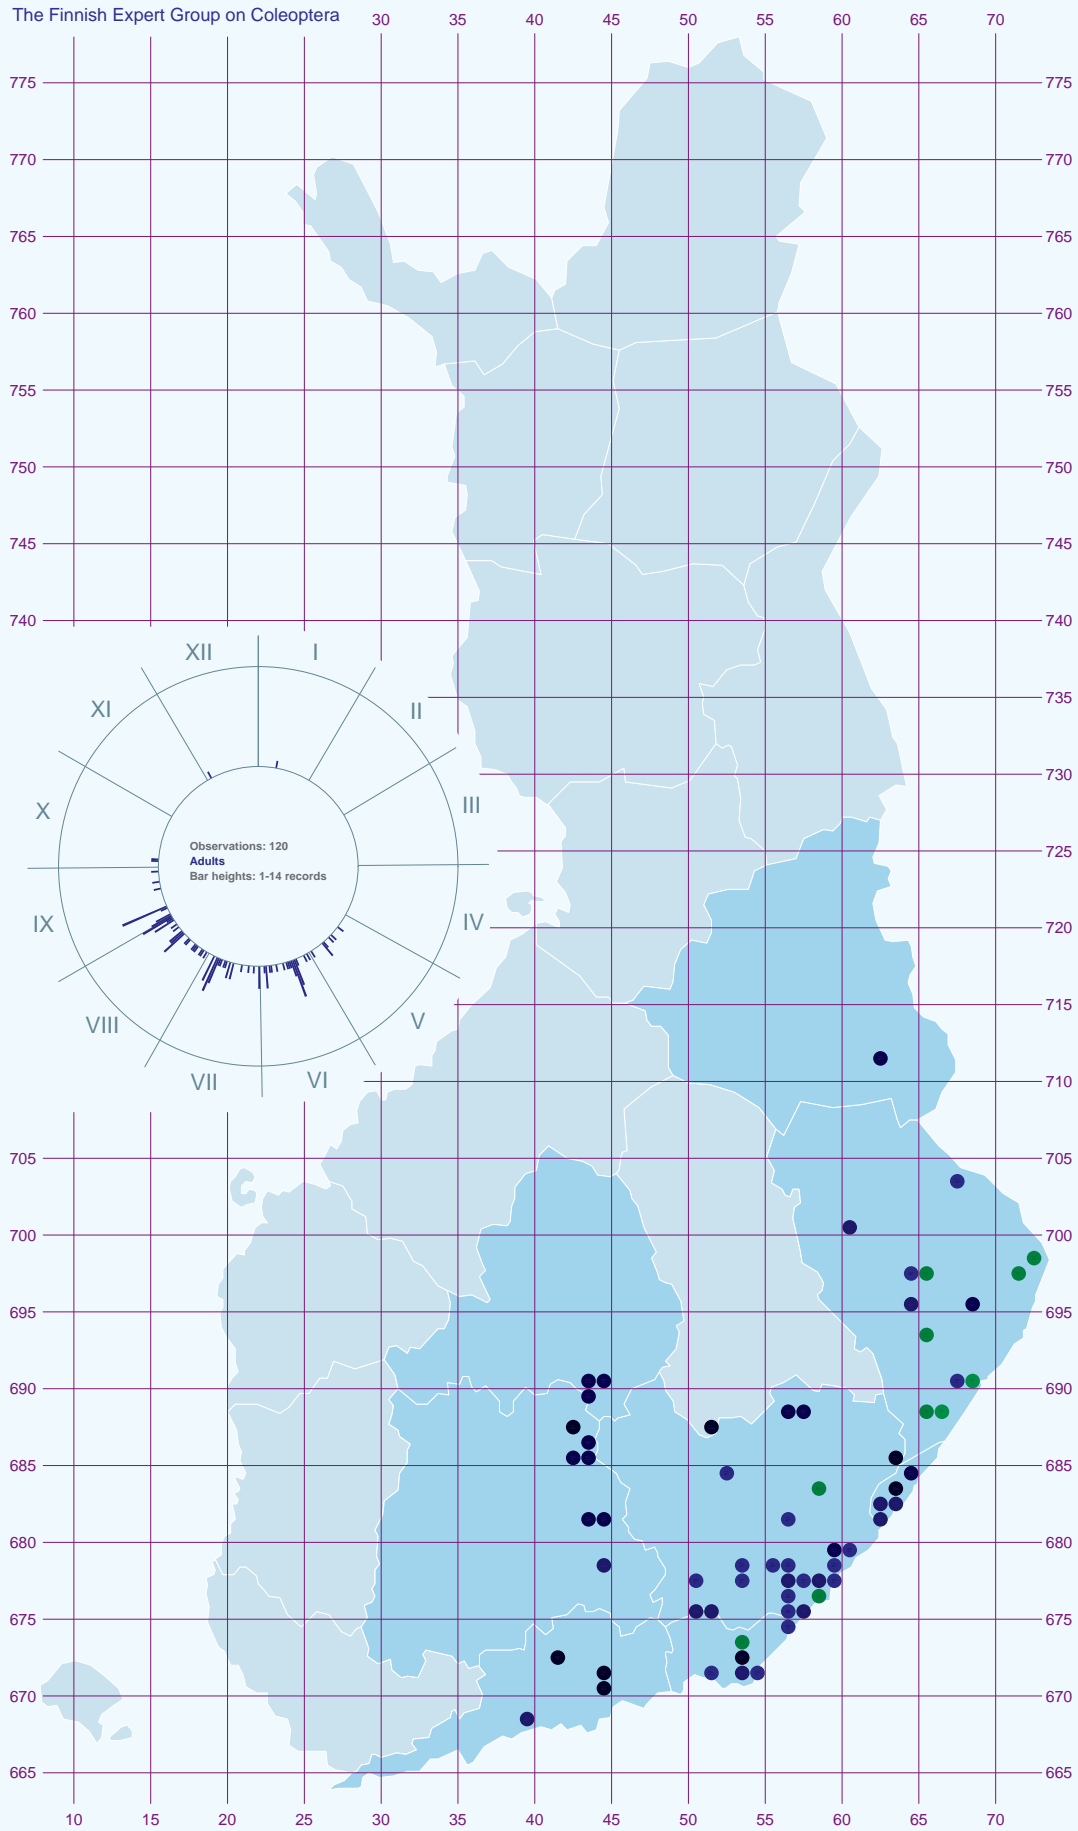 The Finnish Expert Group on Coleoptera 30 35 40 45 50 55 60 65 70
775 775
770 770
765 765
760 760
755 755
750 750
745 745
740 740
XII I
XI II
735
730
X III
Observations: 120
Adults
Bar heights: 1-14 records
725
IX IV
720
VIII V
715
VII VI
710
705 705
700 700
695 695
690 690
685 685
680 680
675 675
670 670
665 665
10 15 20 25 30 35 40 45 50 55 60 65 70